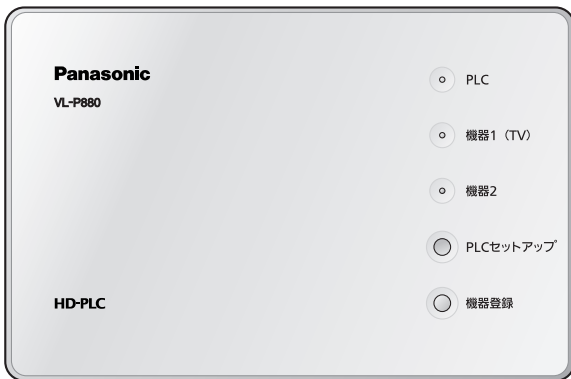 Panasonic
VL-P880
HD-PLC
PLC
機器1（TV）
機器2
PLCセットアップ
機器登録